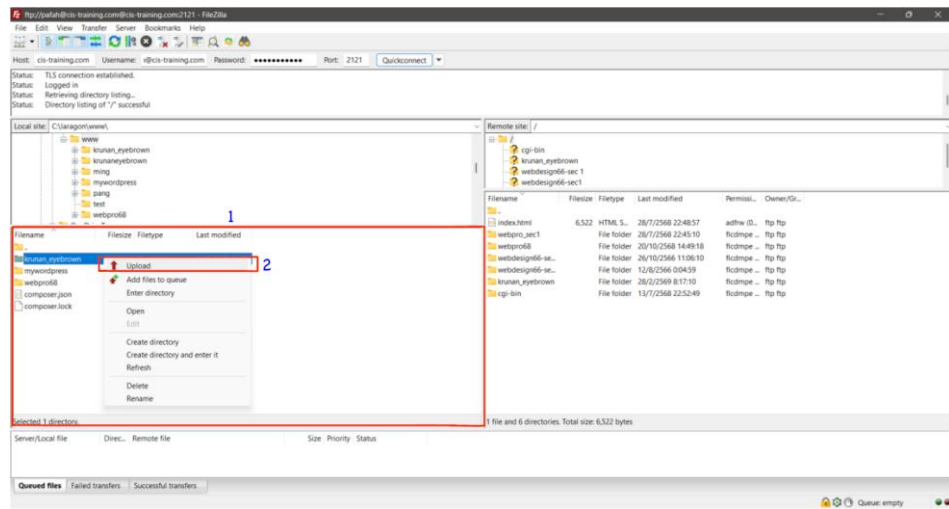 ftp://pafah@cis-training.com@cis-training.com:2121 - FileZilla
File Edit View Transfer Server Bookmarks Help
Host: cis-training.com Username: r@cis-training.com Password: ●●●●●●●●●●● Port: 2121 Quickconnect
Status: TLS connection established.
Status: Logged in
Status: Retrieving directory listing...
Status: Directory listing of "/" successful
Local site: C:\laragon\www\
www
krunan_eyebrown
krunaneyebrown
ming
mywordpress
pang
test
webpro68
Remote site: /
/
cgi-bin
krunan_eyebrown
webdesign66-sec 1
webdesign66-sec1
1
Filename Filesize Filetype Last modified
..
krunan_eyebrown
mywordpress
webpro68
composer.json
composer.lock
2
Upload
Add files to queue
Enter directory
Open
Edit
Create directory
Create directory and enter it
Refresh
Delete
Rename
Selected 1 directory.
Filename Filesize Filetype Last modified Permissi... Owner/Gr...
..
index.html 6,522 HTML S... 28/7/2568 22:48:57 adfrw (0... ftp ftp
webpro_sec1 File folder 28/7/2568 22:45:10 flcdmpe ... ftp ftp
webpro68 File folder 20/10/2568 14:49:18 flcdmpe ... ftp ftp
webdesign66-se... File folder 26/10/2566 11:06:10 flcdmpe ... ftp ftp
webdesign66-se... File folder 12/8/2566 0:04:59 flcdmpe ... ftp ftp
krunan_eyebrown File folder 28/2/2569 8:17:10 flcdmpe ... ftp ftp
cgi-bin File folder 13/7/2568 22:52:49 flcdmpe ... ftp ftp
1 file and 6 directories. Total size: 6,522 bytes
Server/Local file Direc... Remote file Size Priority Status
Queued files Failed transfers Successful transfers
Queue: empty